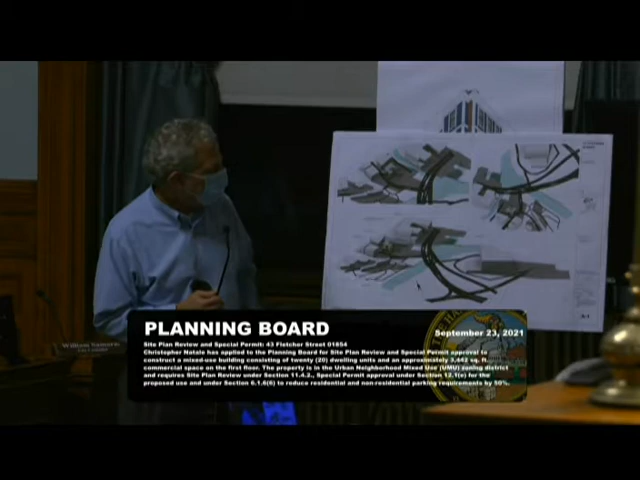 PLANNING BOARD
September 23, 2021
Site Plan Review and Special Permit: 43 Fletcher Street 01854
Christopher Natale has applied to the Planning Board for Site Plan Review and Special Permit approval to
construct a mixed-use building consisting of twenty (20) dwelling units and an approximately
commercial space on the first floor. The property is in the Urban Neighborhood Mixed Use (UMU) zoning district
and requires Site Plan Review under Section 11.4.2., Special Permit approval under Section 12.1(e) for the
proposed use and under Section 6.1.6(6) to reduce residential and non-residential parking requirements by 50%.